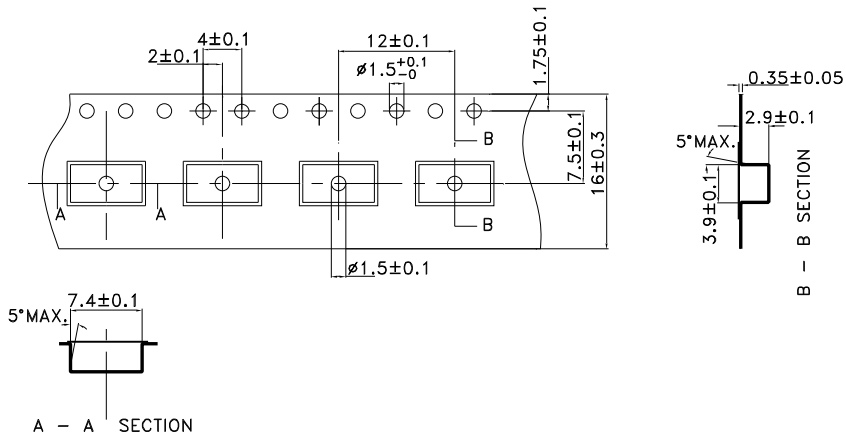 4±0.1
12±0.1
2±0.1
ø1.5+0.1 -0
1.75±0.1
0.35±0.05
2.9±0.1
5°MAX.
B
7.5±0.1
16±0.3
3.9±0.1
A
A
B
B – B SECTION
ø1.5±0.1
7.4±0.1
5°MAX.
A – A SECTION